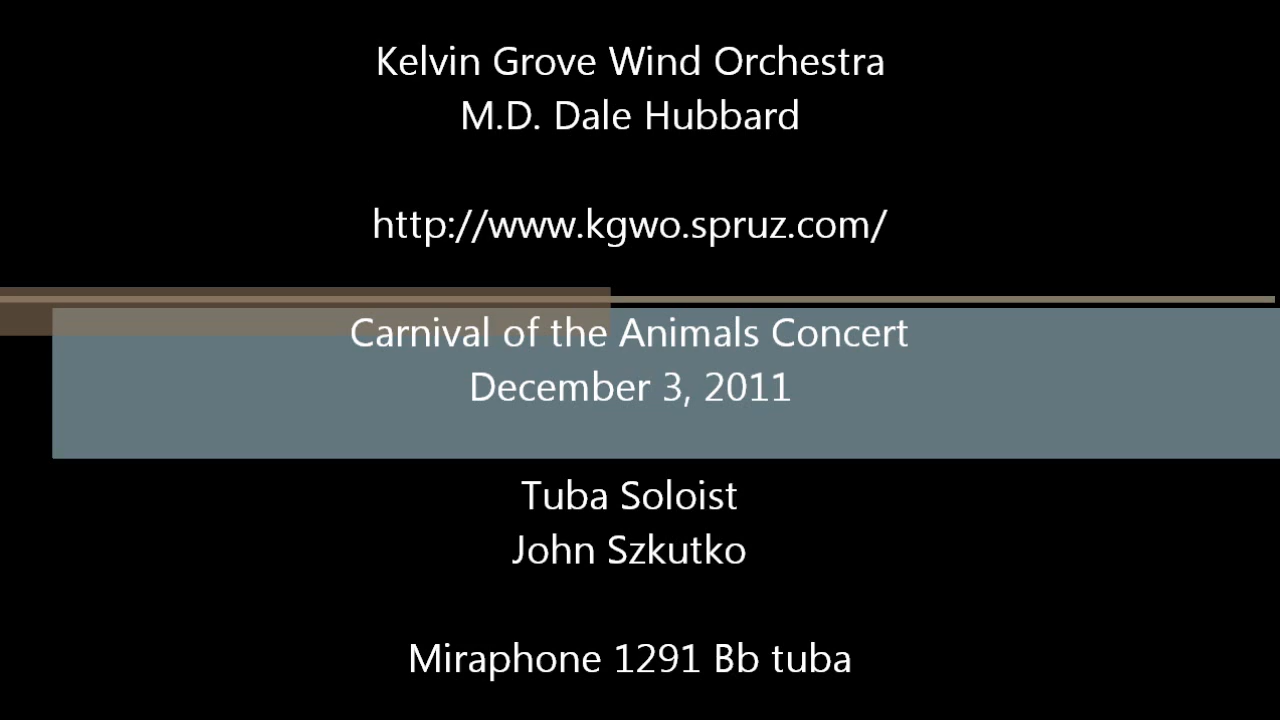 Kelvin Grove Wind Orchestra
M.D. Dale Hubbard
http://www.kgwo.spruz.com/
Carnival of the Animals Concert
December 3, 2011
Tuba Soloist
John Szkutko
Miraphone 1291 Bb tuba